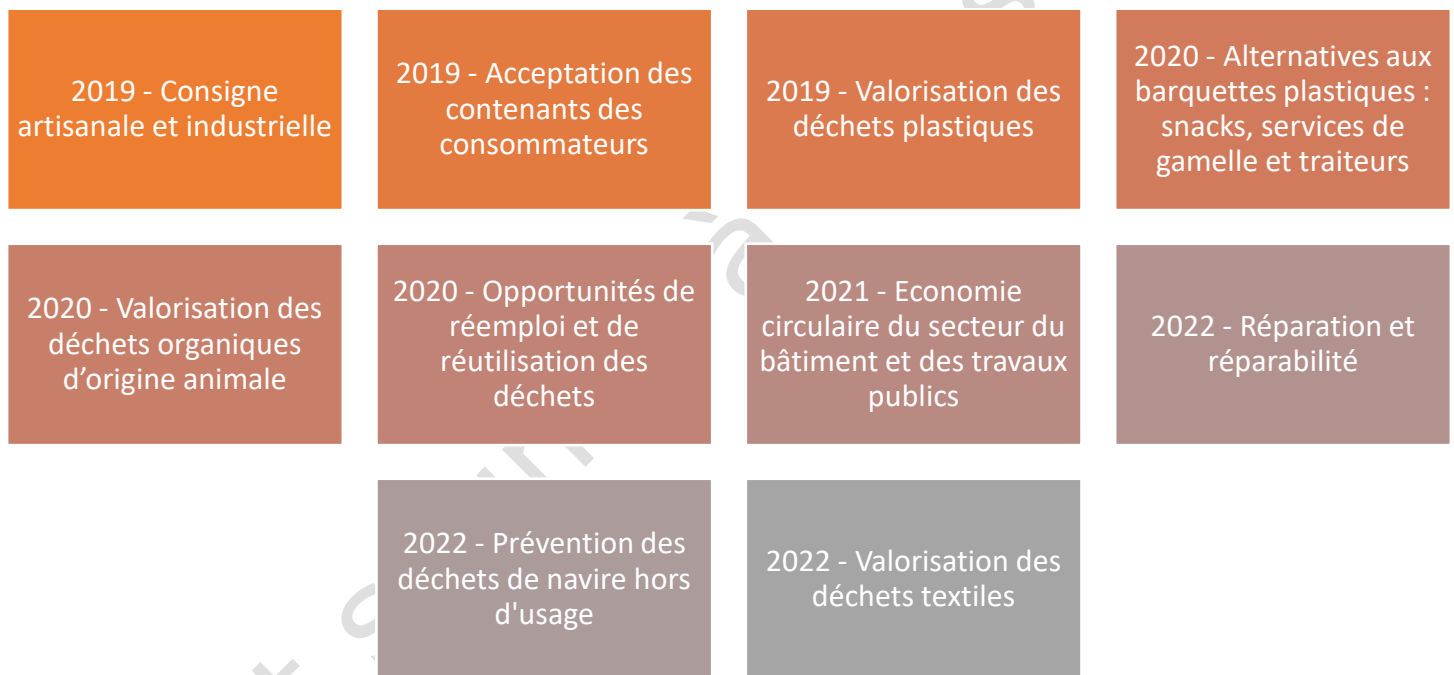 2019 - Consigne
artisanale et industrielle
2019 - Acceptation des
contenants des
consommateurs
2019 - Valorisation des
déchets plastiques
2020 - Alternatives aux
barquettes plastiques :
snacks, services de
gamelle et traiteurs
2020 - Valorisation des
déchets organiques
d’origine animale
2020 - Opportunités de
réemploi et de
réutilisation des
déchets
2021 - Economie
circulaire du secteur du
bâtiment et des travaux
publics
2022 - Réparation et
réparabilité
2022 - Prévention des
déchets de navire hors
d'usage
2022 - Valorisation des
déchets textiles